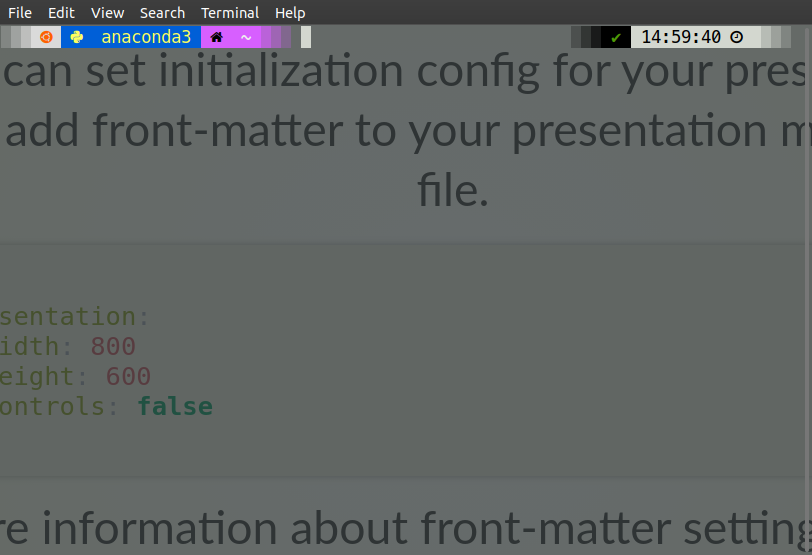 File Edit View Search Terminal Help
anaconda3 ~ ✔ 14:59:40
can set initialization config for your pres
add front-matter to your presentation m
file.
sentation:
idth: 800
eight: 600
ontrols: false
re information about front-matter setting